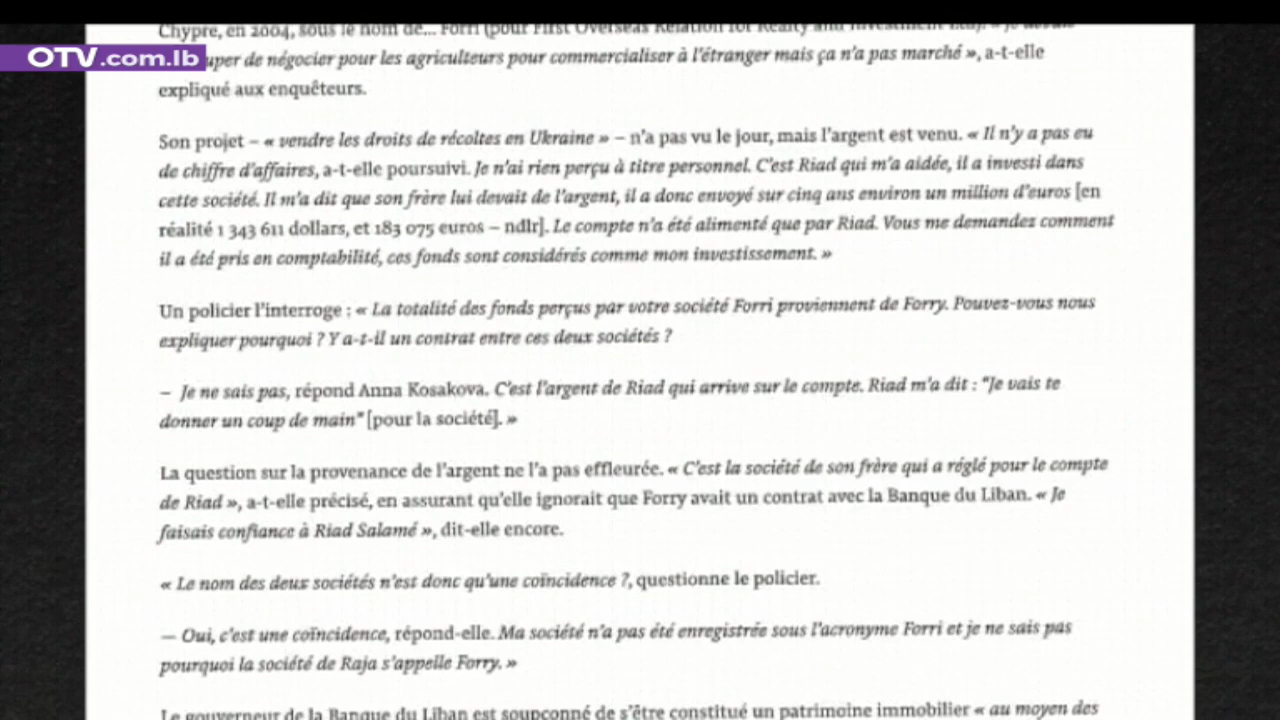 Chypre, en 2004, sous le nom de... Forri (pour First Overseas Relation for Realty and Investment Ltd).
OTV.com.lb
uper de négocier pour les agriculteurs pour commercialiser à l'étranger mais ça n'a pas marché », a-t-elle
expliqué aux enquêteurs.
Son projet – « vendre les droits de récoltes en Ukraine » – n'a pas vu le jour, mais l'argent est venu. « Il n'y a pas eu
de chiffre d'affaires, a-t-elle poursuivi. Je n'ai rien perçu à titre personnel. C'est Riad qui m'a aidée, il a investi dans
cette société. Il m'a dit que son frère lui devait de l'argent, il a donc envoyé sur cinq ans environ un million d'euros [en
réalité 1 343 611 dollars, et 183 075 euros – ndlr]. Le compte n'a été alimenté que par Riad. Vous me demandez comment
il a été pris en comptabilité, ces fonds sont considérés comme mon investissement. »
Un policier l'interroge : « La totalité des fonds perçus par votre société Forri proviennent de Forry. Pouvez-vous nous
expliquer pourquoi ? Y a-t-il un contrat entre ces deux sociétés ?
– Je ne sais pas, répond Anna Kosakova. C'est l'argent de Riad qui arrive sur le compte. Riad m'a dit : "Je vais te
donner un coup de main" [pour la société]. »
La question sur la provenance de l'argent ne l'a pas effleurée. « C'est la société de son frère qui a réglé pour le compte
de Riad », a-t-elle précisé, en assurant qu'elle ignorait que Forry avait un contrat avec la Banque du Liban. « Je
faisais confiance à Riad Salamé », dit-elle encore.
« Le nom des deux sociétés n'est donc qu'une coïncidence ?, questionne le policier.
— Oui, c'est une coïncidence, répond-elle. Ma société n'a pas été enregistrée sous l'acronyme Forri et je ne sais pas
pourquoi la société de Raja s'appelle Forry. »
Le gouverneur de la Banque du Liban est soupçonné de s'être constitué un patrimoine immobilier « au moyen des